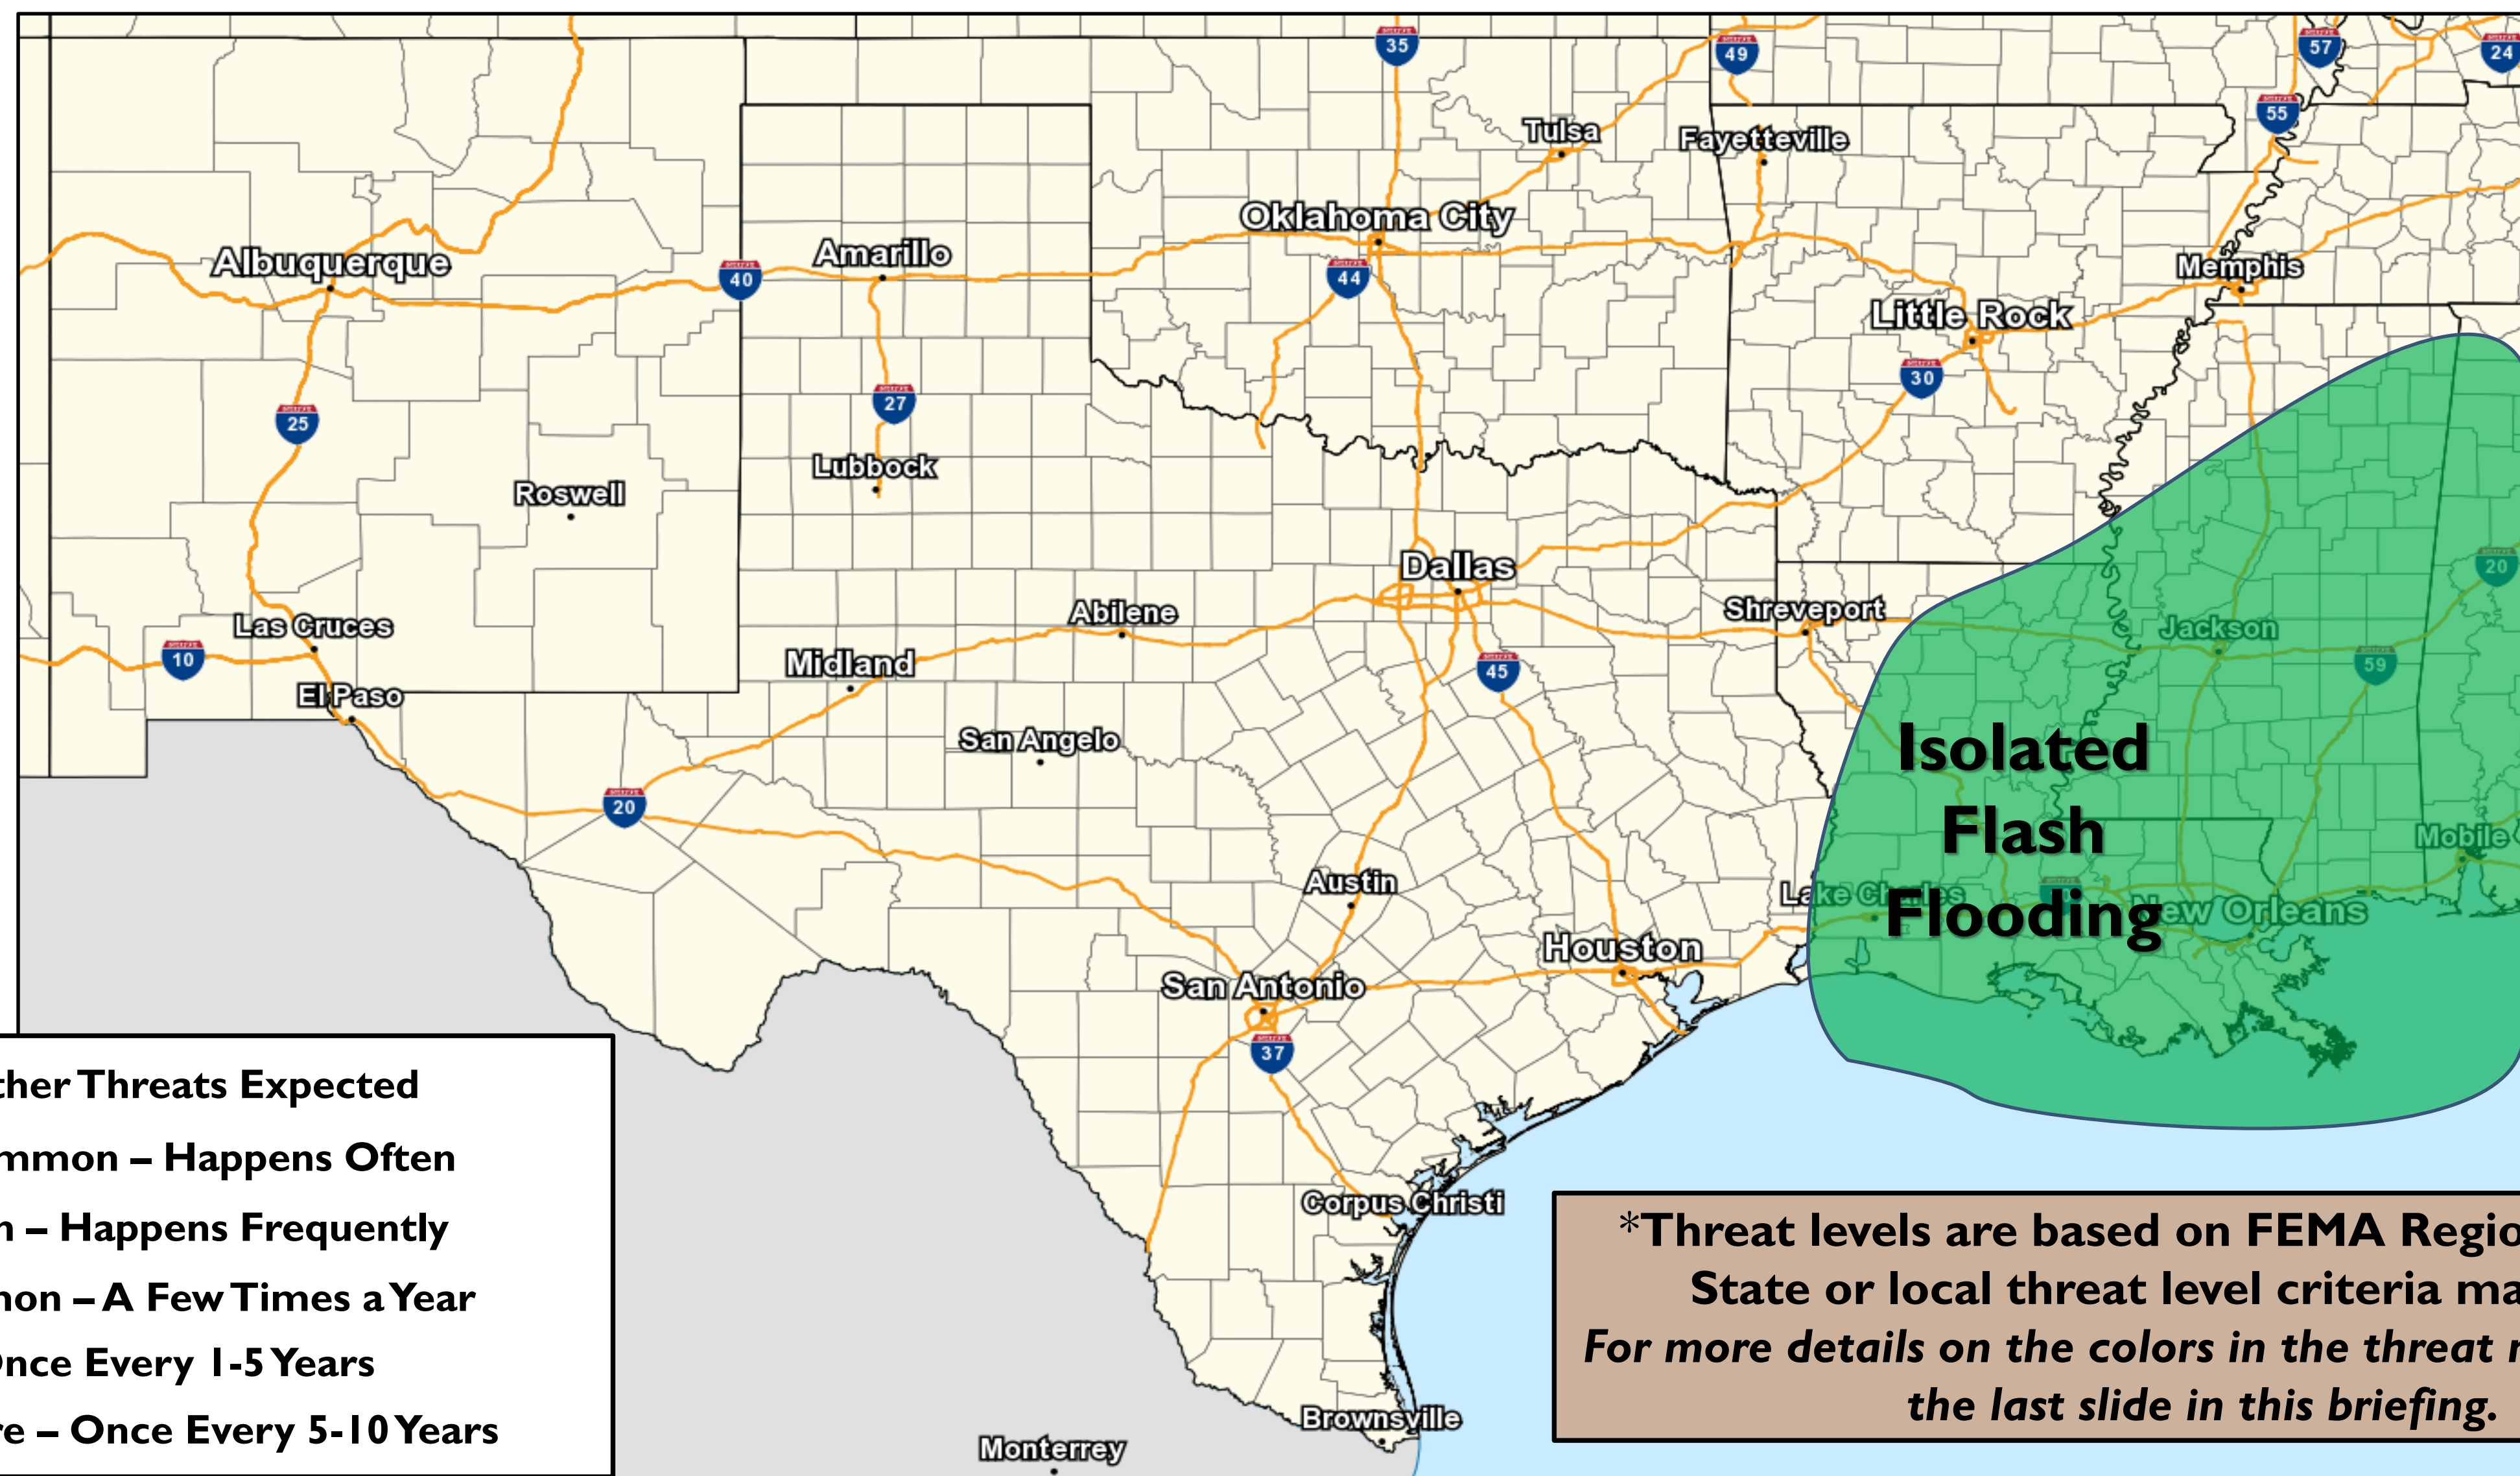 35
49
57
24
55
Tulsa
Fayetteville
Oklahoma City
Albuquerque
Amarillo
40
44
Memphis
Little Rock
30
27
25
Lubbock
Roswell
Dallas
20
Shreveport
Abilene
Las Cruces
Jackson
10
Midland
45
59
El Paso
San Angelo
Isolated
Flash
Flooding
20
Mobile
Austin
Lake Charles
New Orleans
Houston
San Antonio
37
Corpus Christi
Brownsville
Monterrey
ther Threats Expected
mmon – Happens Often
n – Happens Frequently
non – A Few Times a Year
Once Every 1-5 Years
re – Once Every 5-10 Years
*Threat levels are based on FEMA Regio
State or local threat level criteria ma
For more details on the colors in the threat
the last slide in this briefing.